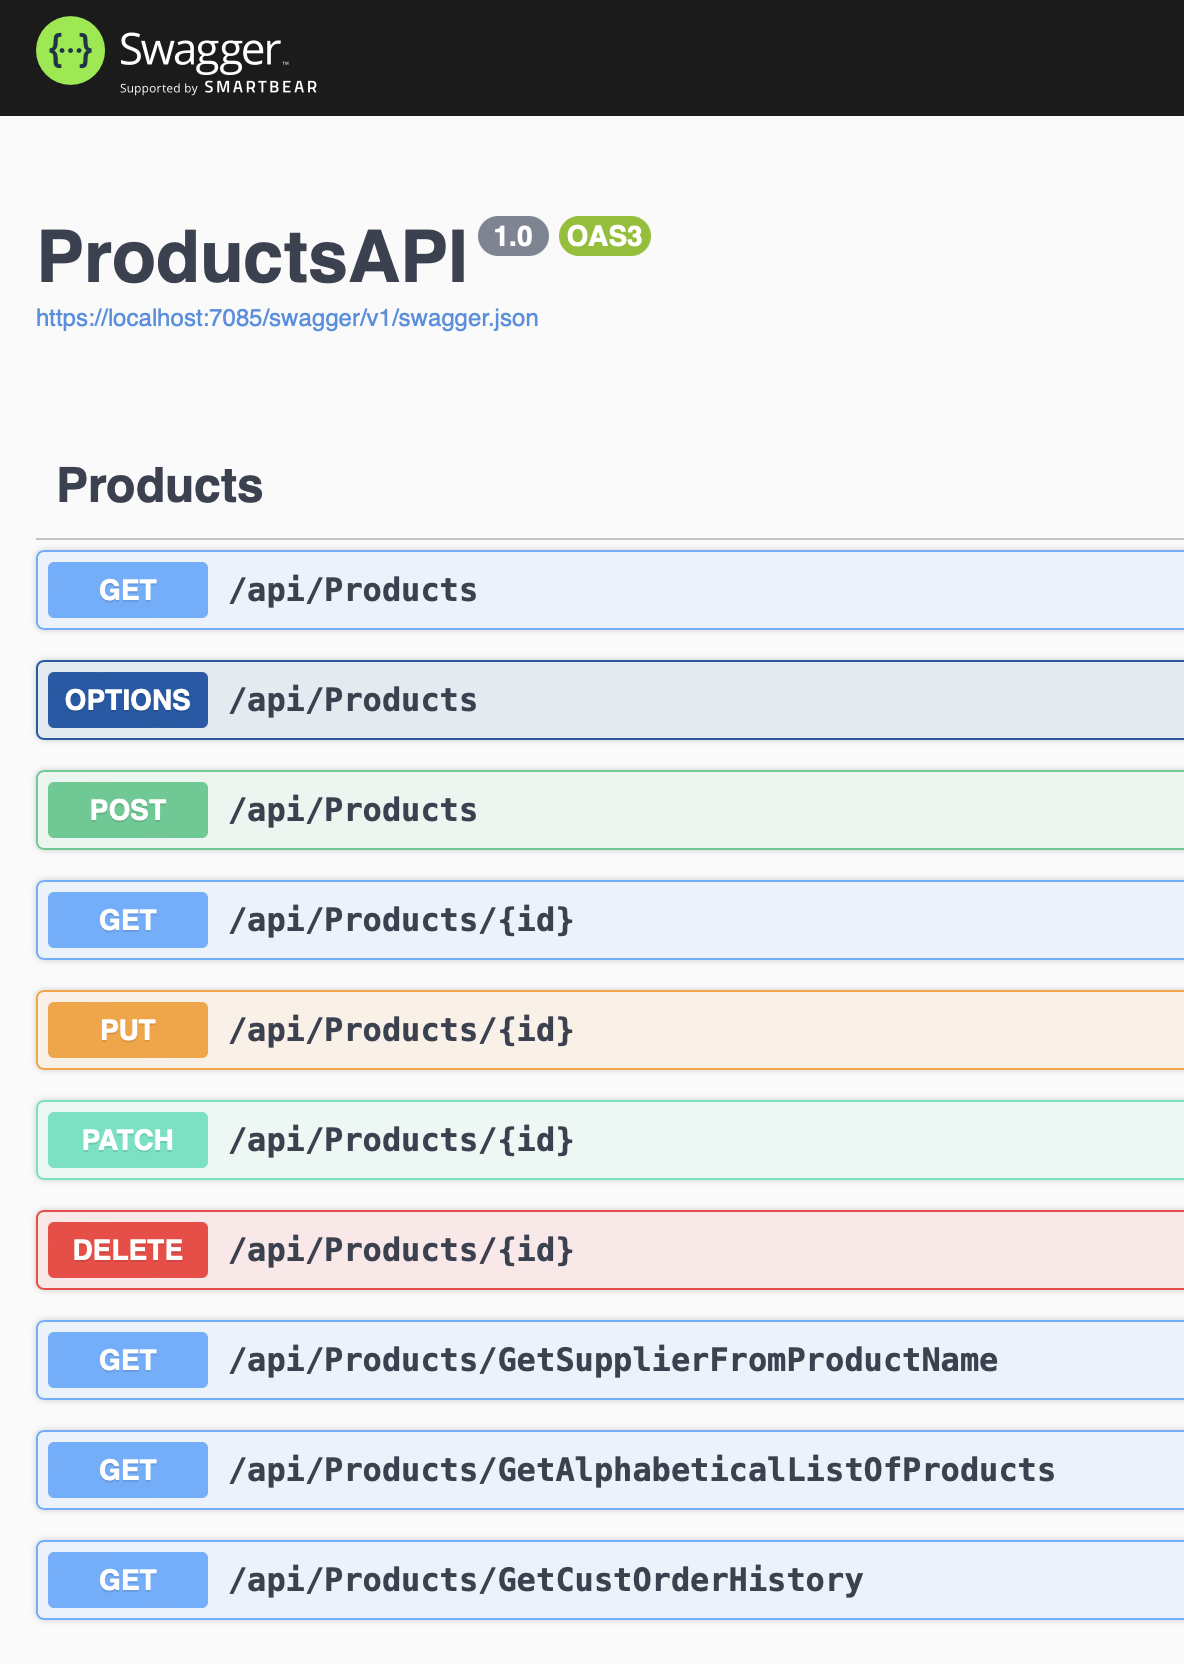 {···} Swagger™
Supported by SMARTBEAR
ProductsAPI 1.0 OAS3
https://localhost:7085/swagger/v1/swagger.json
Products
GET /api/Products
OPTIONS /api/Products
POST /api/Products
GET /api/Products/{id}
PUT /api/Products/{id}
PATCH /api/Products/{id}
DELETE /api/Products/{id}
GET /api/Products/GetSupplierFromProductName
GET /api/Products/GetAlphabeticalListOfProducts
GET /api/Products/GetCustOrderHistory